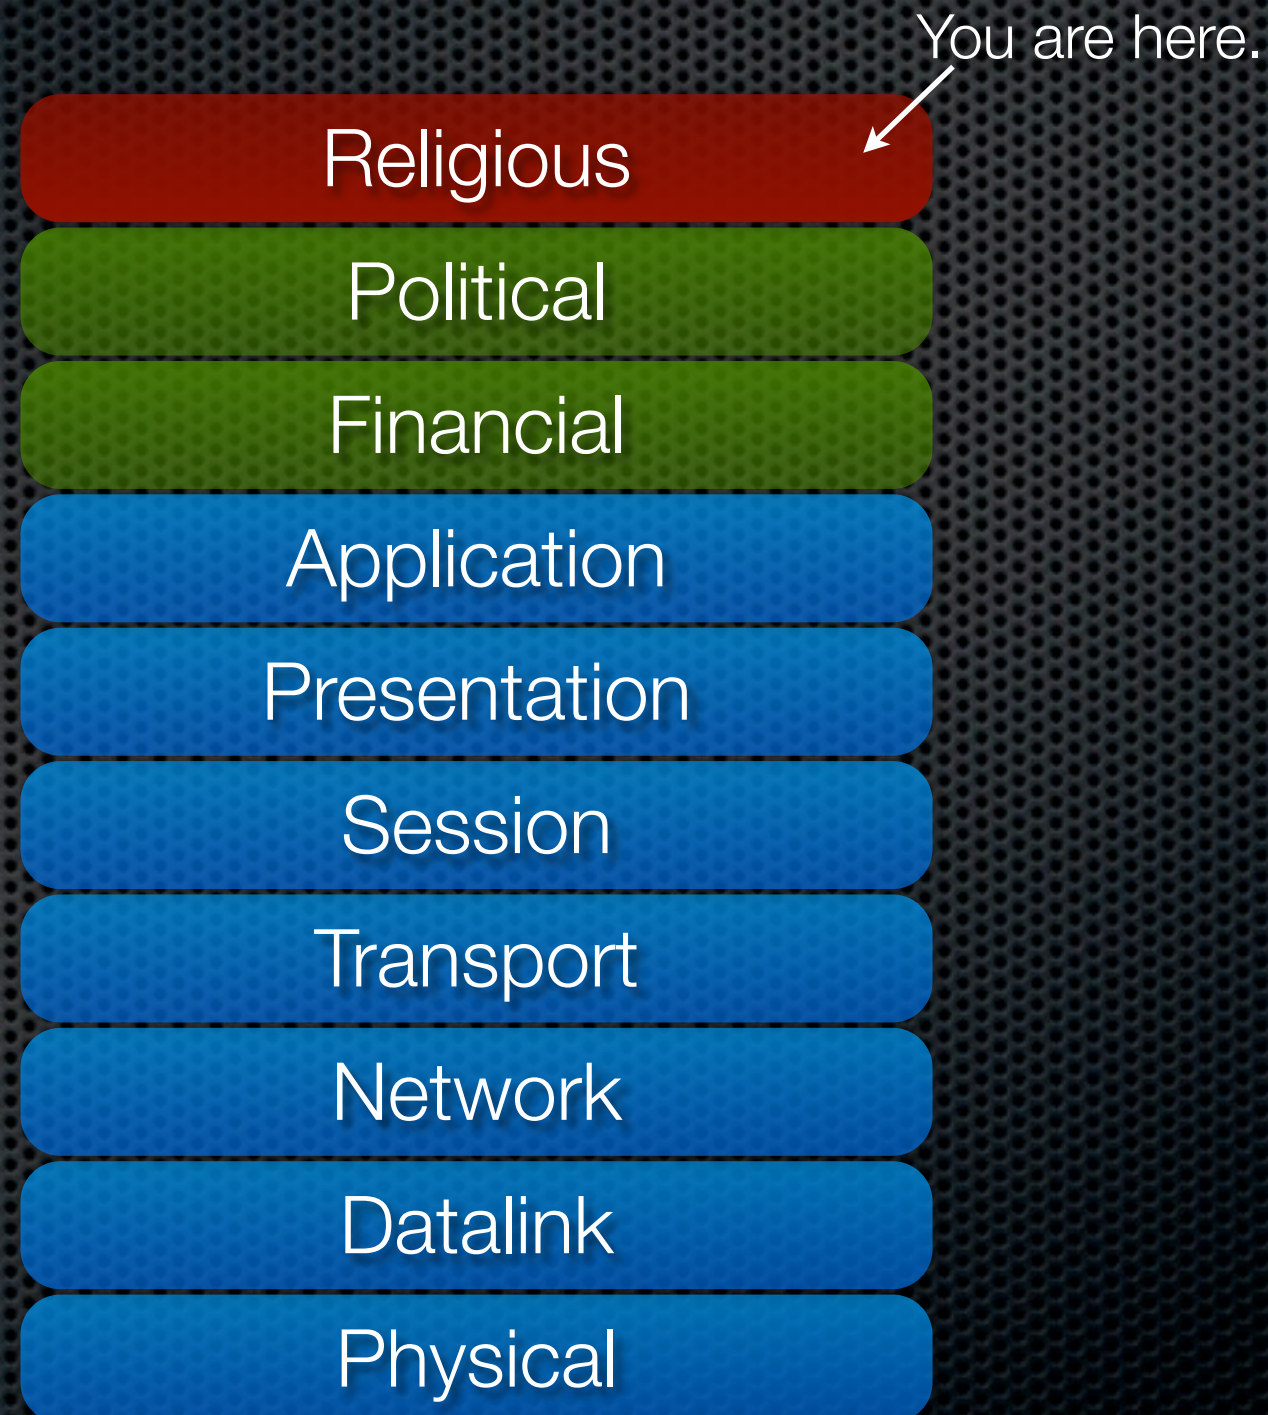 You are here.
Religious
Political
Financial
Application
Presentation
Session
Transport
Network
Datalink
Physical